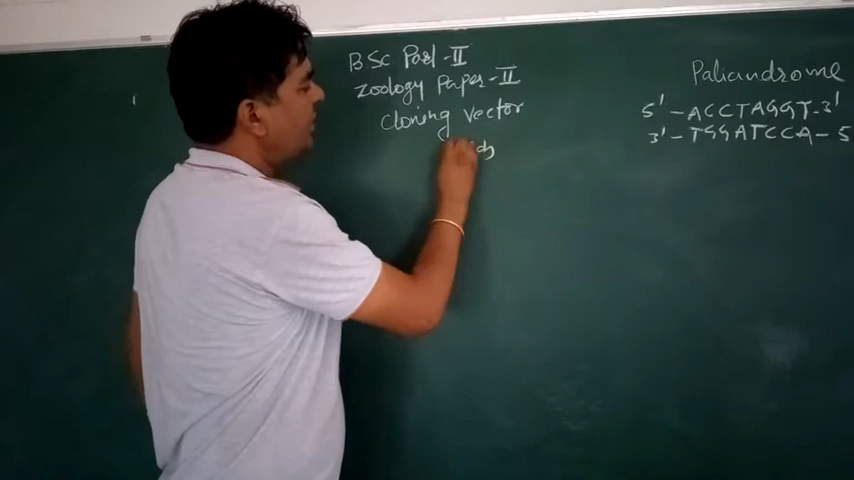 BSc Part-II
Zoology Paper-II
cloning vector
Paliandrome
5'-ACCTAGGT-3'
3'-TGGATCCA-5